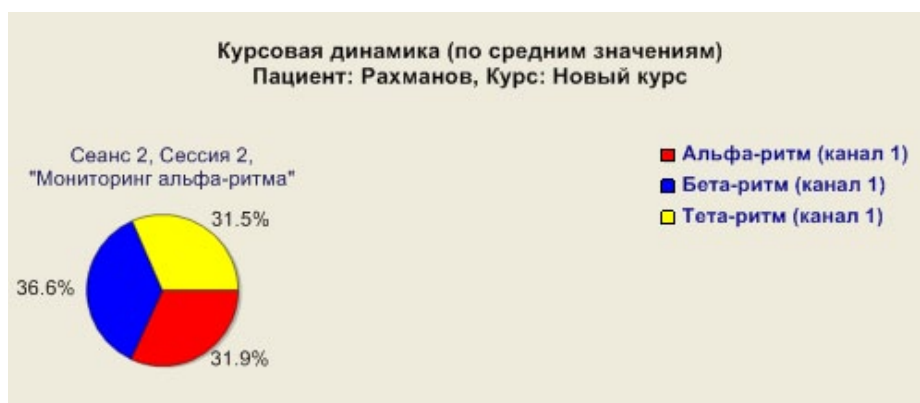 Курсовая динамика (по средним значениям)
Пациент: Рахманов, Курс: Новый курс
Сеанс 2, Сессия 2,
"Мониторинг альфа-ритма"
31.5%
36.6%
31.9%
Альфа-ритм (канал 1)
Бета-ритм (канал 1)
Тета-ритм (канал 1)